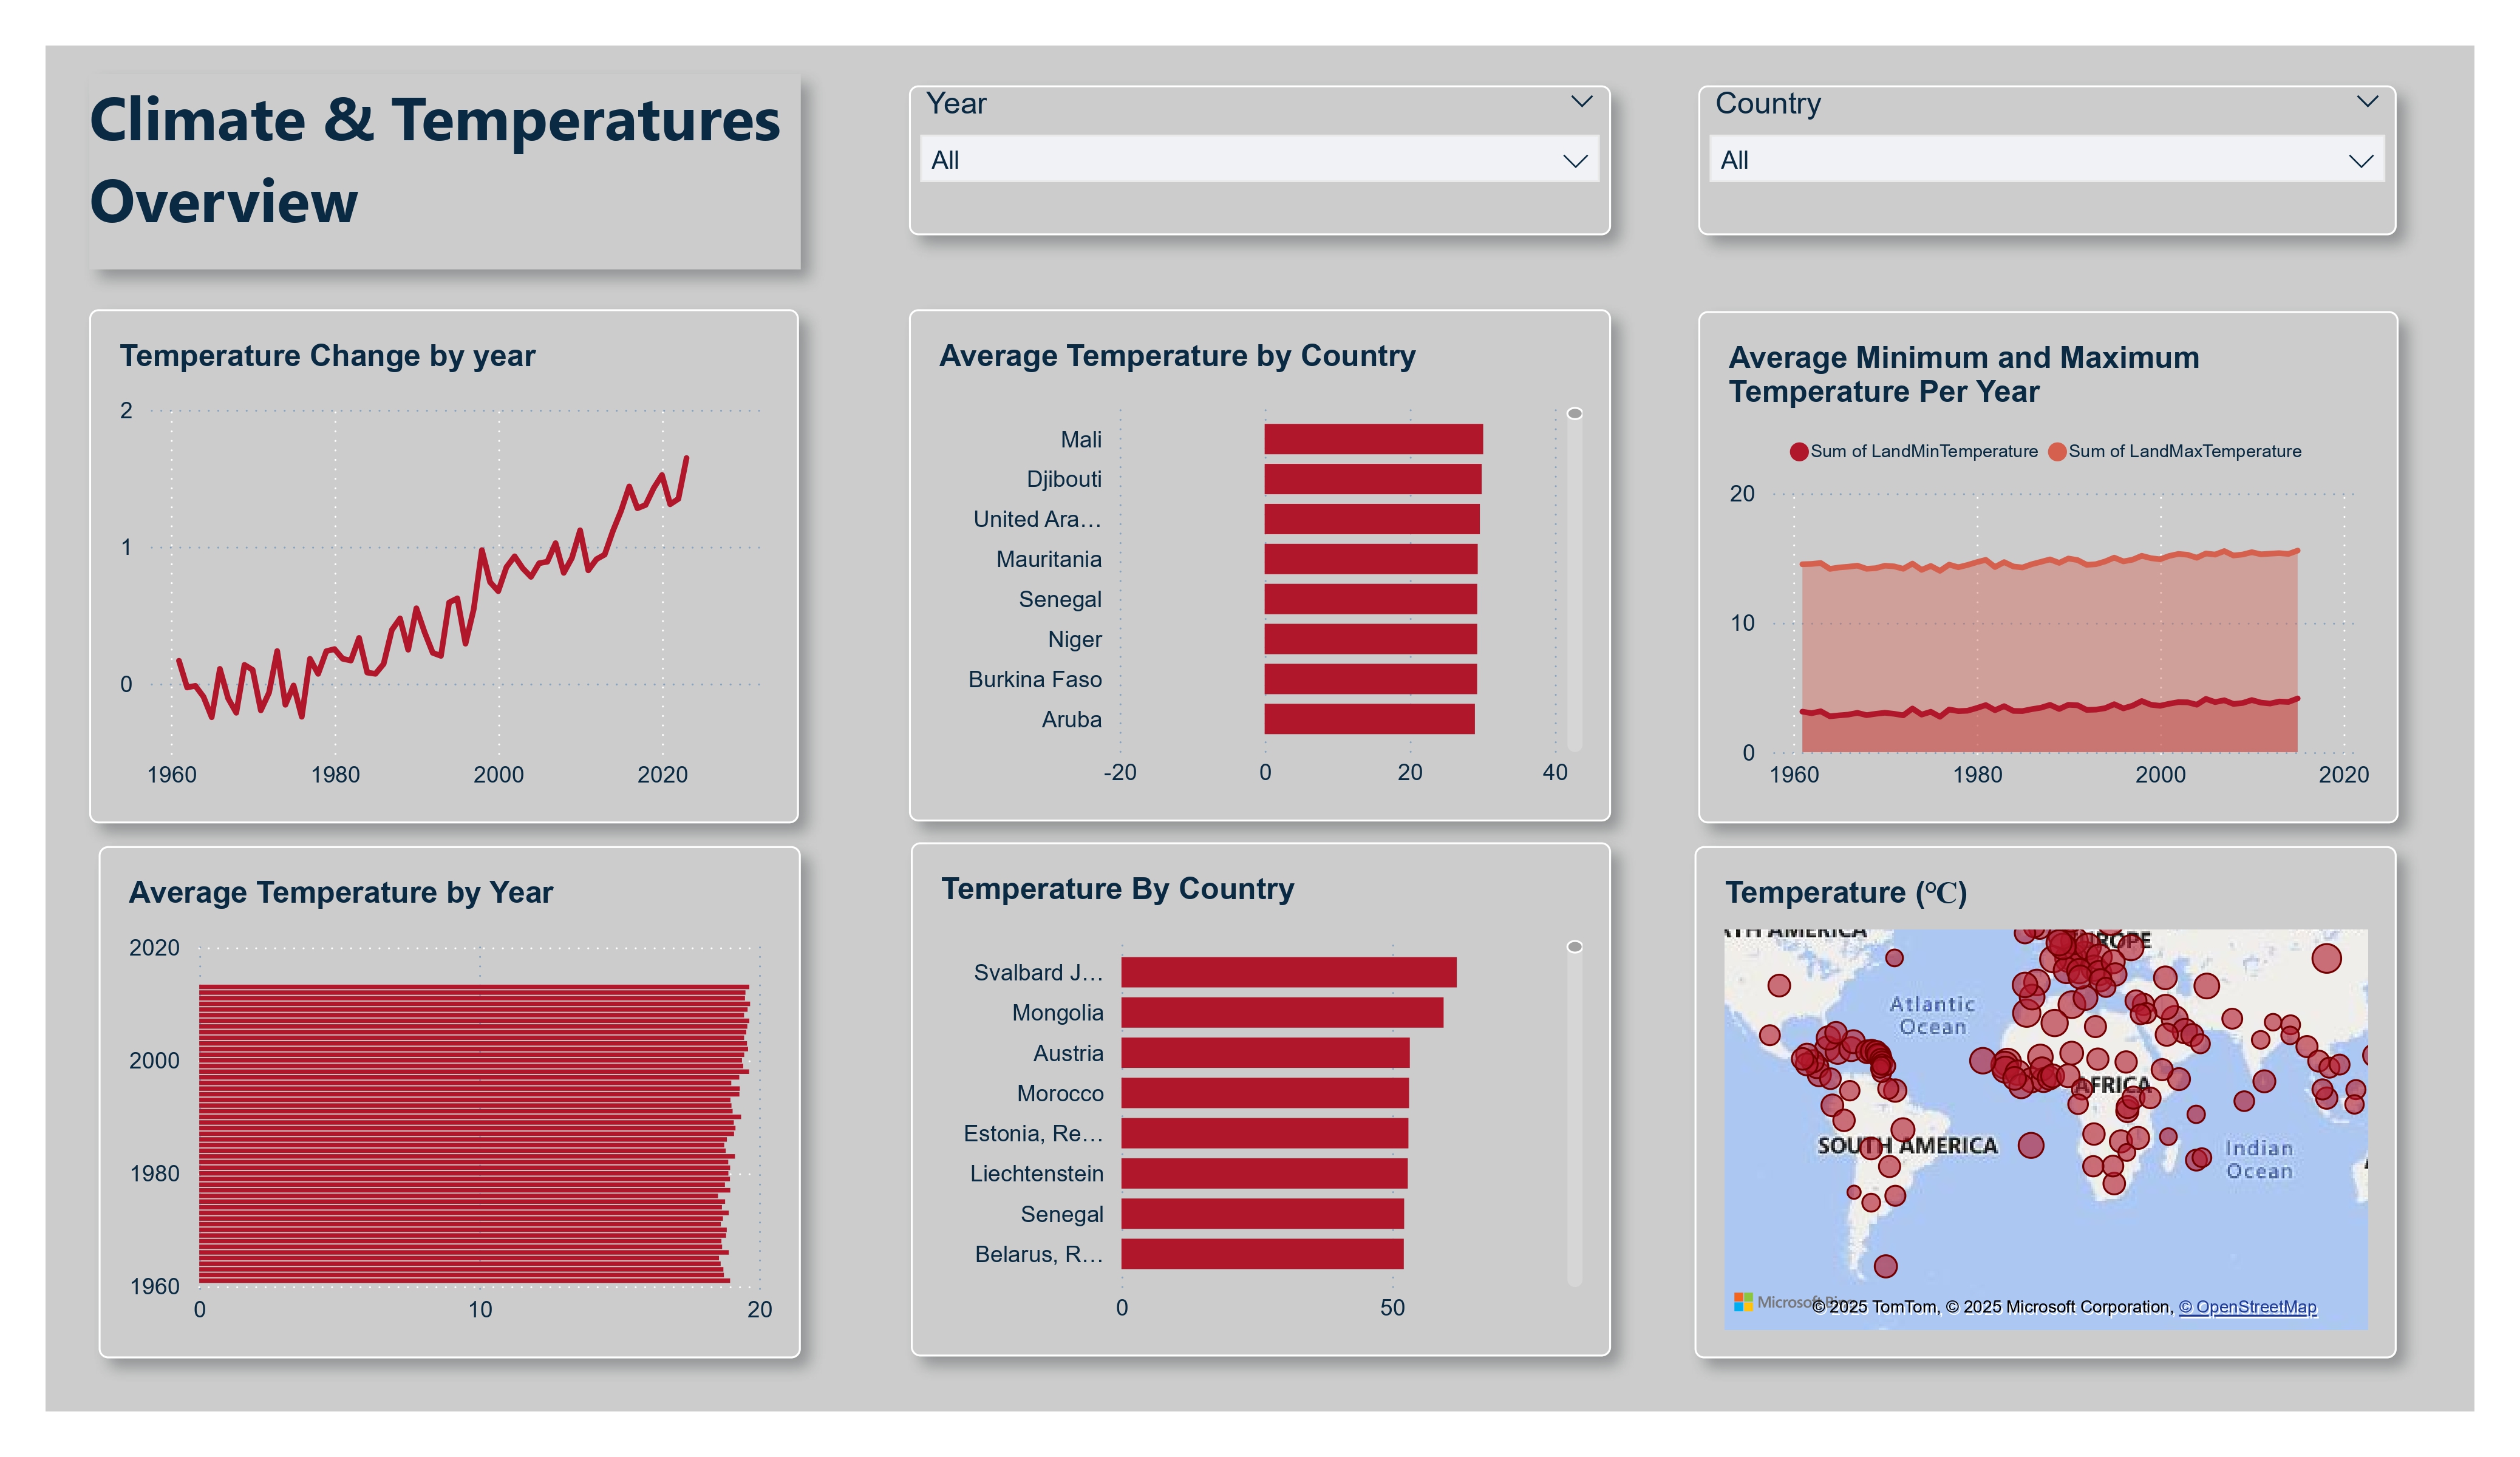 Climate & Temperatures
Overview
Year
All
Country
All
Temperature Change by year
2
1
0
1960
1980
2000
2020
Average Temperature by Country
Mali
Djibouti
United Ara…
Mauritania
Senegal
Niger
Burkina Faso
Aruba
-20
0
20
40
Average Minimum and Maximum
Temperature Per Year
Sum of LandMinTemperature
Sum of LandMaxTemperature
20
10
0
1960
1980
2000
2020
Average Temperature by Year
2020
2000
1980
1960
0
10
20
Temperature By Country
Svalbard J…
Mongolia
Austria
Morocco
Estonia, Re…
Liechtenstein
Senegal
Belarus, R…
0
50
Temperature (°C)
AMERICA
Atlantic
Ocean
AFRICA
SOUTH AMERICA
Indian
Ocean
Microsoft
© 2025 TomTom, © 2025 Microsoft Corporation, © OpenStreetMap